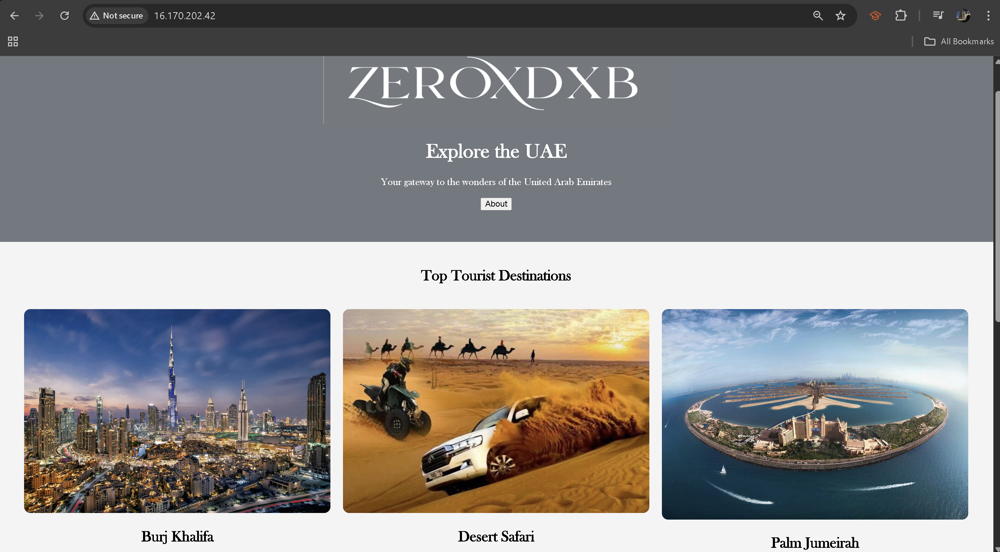 Not secure
16.170.202.42
All Bookmarks
ZEROXDXB
Explore the UAE
Your gateway to the wonders of the United Arab Emirates
About
Top Tourist Destinations
Burj Khalifa
Desert Safari
Palm Jumeirah